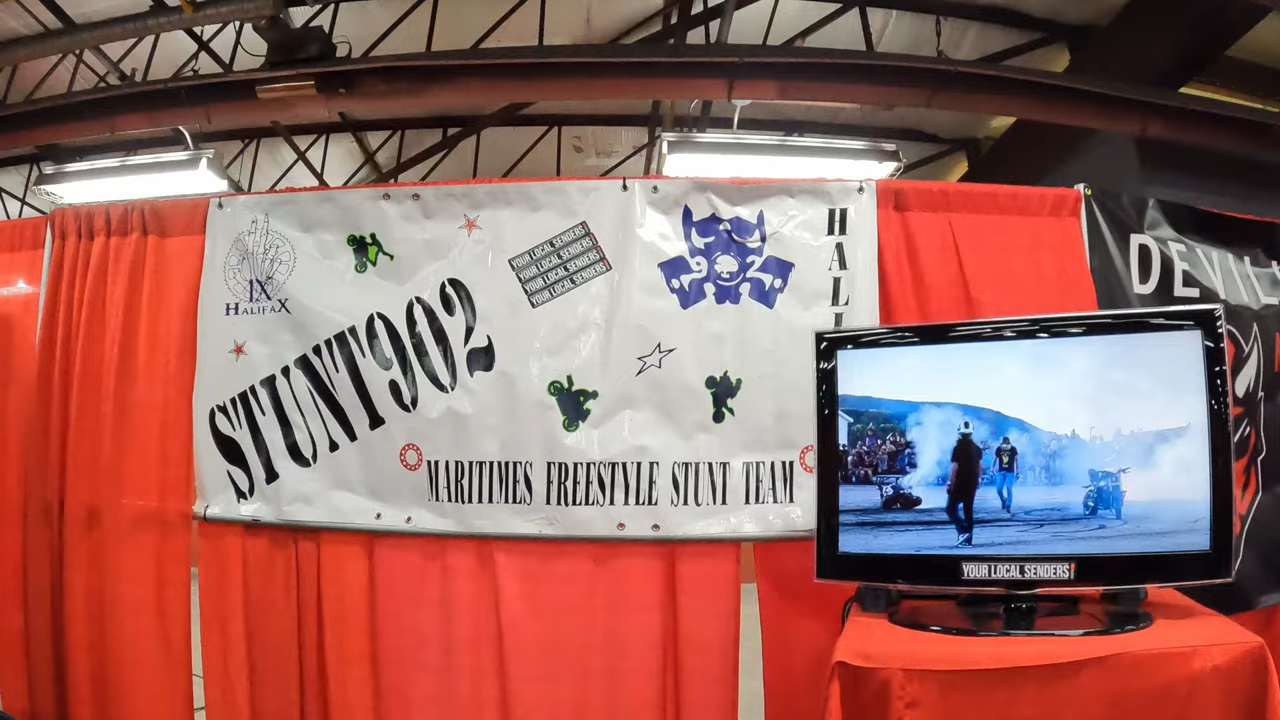 IX
HALIFAX
STUNT902
YOUR LOCAL SENDERS
YOUR LOCAL SENDERS
YOUR LOCAL SENDERS
YOUR LOCAL SENDERS
902
MARITIMES FREESTYLE STUNT TEAM
YOUR LOCAL SENDERS